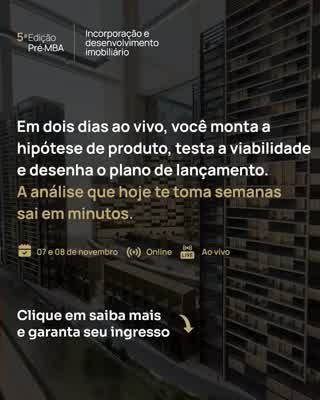 5ª Edição
Pré-MBA
Incorporação e
desenvolvimento
imobiliário
Em dois dias ao vivo, você monta a
hipótese de produto, testa a viabilidade
e desenha o plano de lançamento.
A análise que hoje te toma semanas
sai em minutos.
07 e 08 de novembro Online LIVE Ao vivo
Clique em saiba mais
e garanta seu ingresso